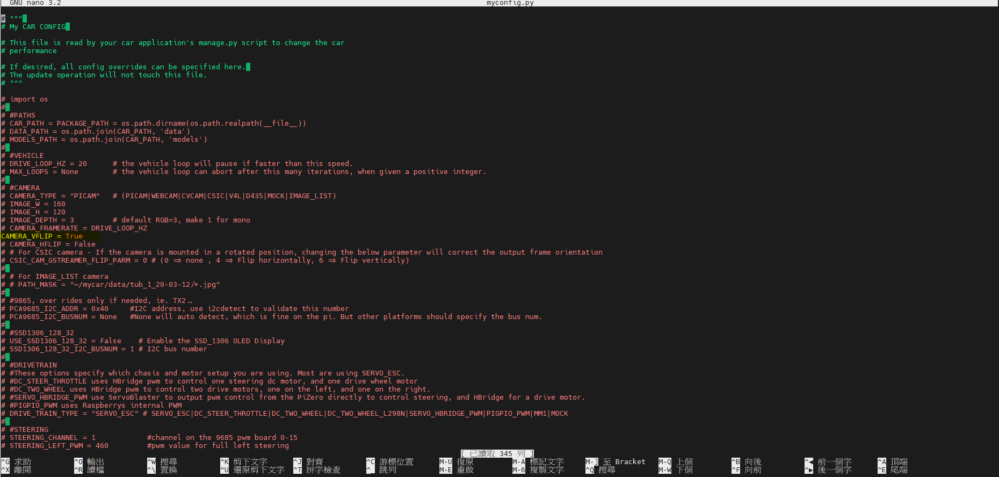 GNU nano 3.2 myconfig.py
# """
# My CAR CONFIG
# This file is read by your car application's manage.py script to change the car
# performance
# If desired, all config overrides can be specified here.
# The update operation will not touch this file.
# """
# import os
#
# #PATHS
# CAR_PATH = PACKAGE_PATH = os.path.dirname(os.path.realpath(__file__))
# DATA_PATH = os.path.join(CAR_PATH, 'data')
# MODELS_PATH = os.path.join(CAR_PATH, 'models')
#
# #VEHICLE
# DRIVE_LOOP_HZ = 20      # the vehicle loop will pause if faster than this speed.
# MAX_LOOPS = None        # the vehicle loop can abort after this many iterations, when given a positive integer.
#
# #CAMERA
# CAMERA_TYPE = "PICAM"   # (PICAM|WEBCAM|CVCAM|CSIC|V4L|D435|MOCK|IMAGE_LIST)
# IMAGE_W = 160
# IMAGE_H = 120
# IMAGE_DEPTH = 3         # default RGB=3, make 1 for mono
# CAMERA_FRAMERATE = DRIVE_LOOP_HZ
CAMERA_VFLIP = True
# CAMERA_HFLIP = False
# # For CSIC camera - If the camera is mounted in a rotated position, changing the below parameter will correct the output frame orientation
# CSIC_CAM_GSTREAMER_FLIP_PARM = 0 # (0 => none , 4 => Flip horizontally, 6 => Flip vertically)
#
# # For IMAGE_LIST camera
# # PATH_MASK = "~/mycar/data/tub_1_20-03-12/*.jpg"
#
# #9865, over rides only if needed, ie. TX2..
# PCA9685_I2C_ADDR = 0x40     #I2C address, use i2cdetect to validate this number
# PCA9685_I2C_BUSNUM = None   #None will auto detect, which is fine on the pi. But other platforms should specify the bus num.
#
# #SSD1306_128_32
# USE_SSD1306_128_32 = False    # Enable the SSD_1306 OLED Display
# SSD1306_128_32_I2C_BUSNUM = 1 # I2C bus number
#
# #DRIVETRAIN
# #These options specify which chasis and motor setup you are using. Most are using SERVO_ESC.
# #DC_STEER_THROTTLE uses HBridge pwm to control one steering dc motor, and one drive wheel motor
# #DC_TWO_WHEEL uses HBridge pwm to control two drive motors, one on the left, and one on the right.
# #SERVO_HBRIDGE_PWM use ServoBlaster to output pwm control from the PiZero directly to control steering, and HBridge for a drive motor.
# #PIGPIO_PWM uses Raspberrys internal PWM
# DRIVE_TRAIN_TYPE = "SERVO_ESC" # SERVO_ESC|DC_STEER_THROTTLE|DC_TWO_WHEEL|DC_TWO_WHEEL_L298N|SERVO_HBRIDGE_PWM|PIGPIO_PWM|MM1|MOCK
#
# #STEERING
# STEERING_CHANNEL = 1            #channel on the 9685 pwm board 0-15
# STEERING_LEFT_PWM = 460         #pwm value for full left steering
[ 已讀取 345 列 ]
^G 求助 ^O 輸出 ^W 搜尋 ^K 剪下文字 ^J 對齊 ^C 游標位置 M-U 復原 M-A 標記文字 M-] 至 Bracket M-Q 上個 ^B 向後 ^◀ 前一個字 ^A 頂端
^X 離開 ^R 讀檔 ^\ 置換 ^U 還原剪下文字 ^T 拼字檢查 ^_ 跳列 M-E 重做 M-6 複製文字 ^Q 搜尋 M-W 下個 ^F 向前 ^▶ 後一個字 ^E 尾端